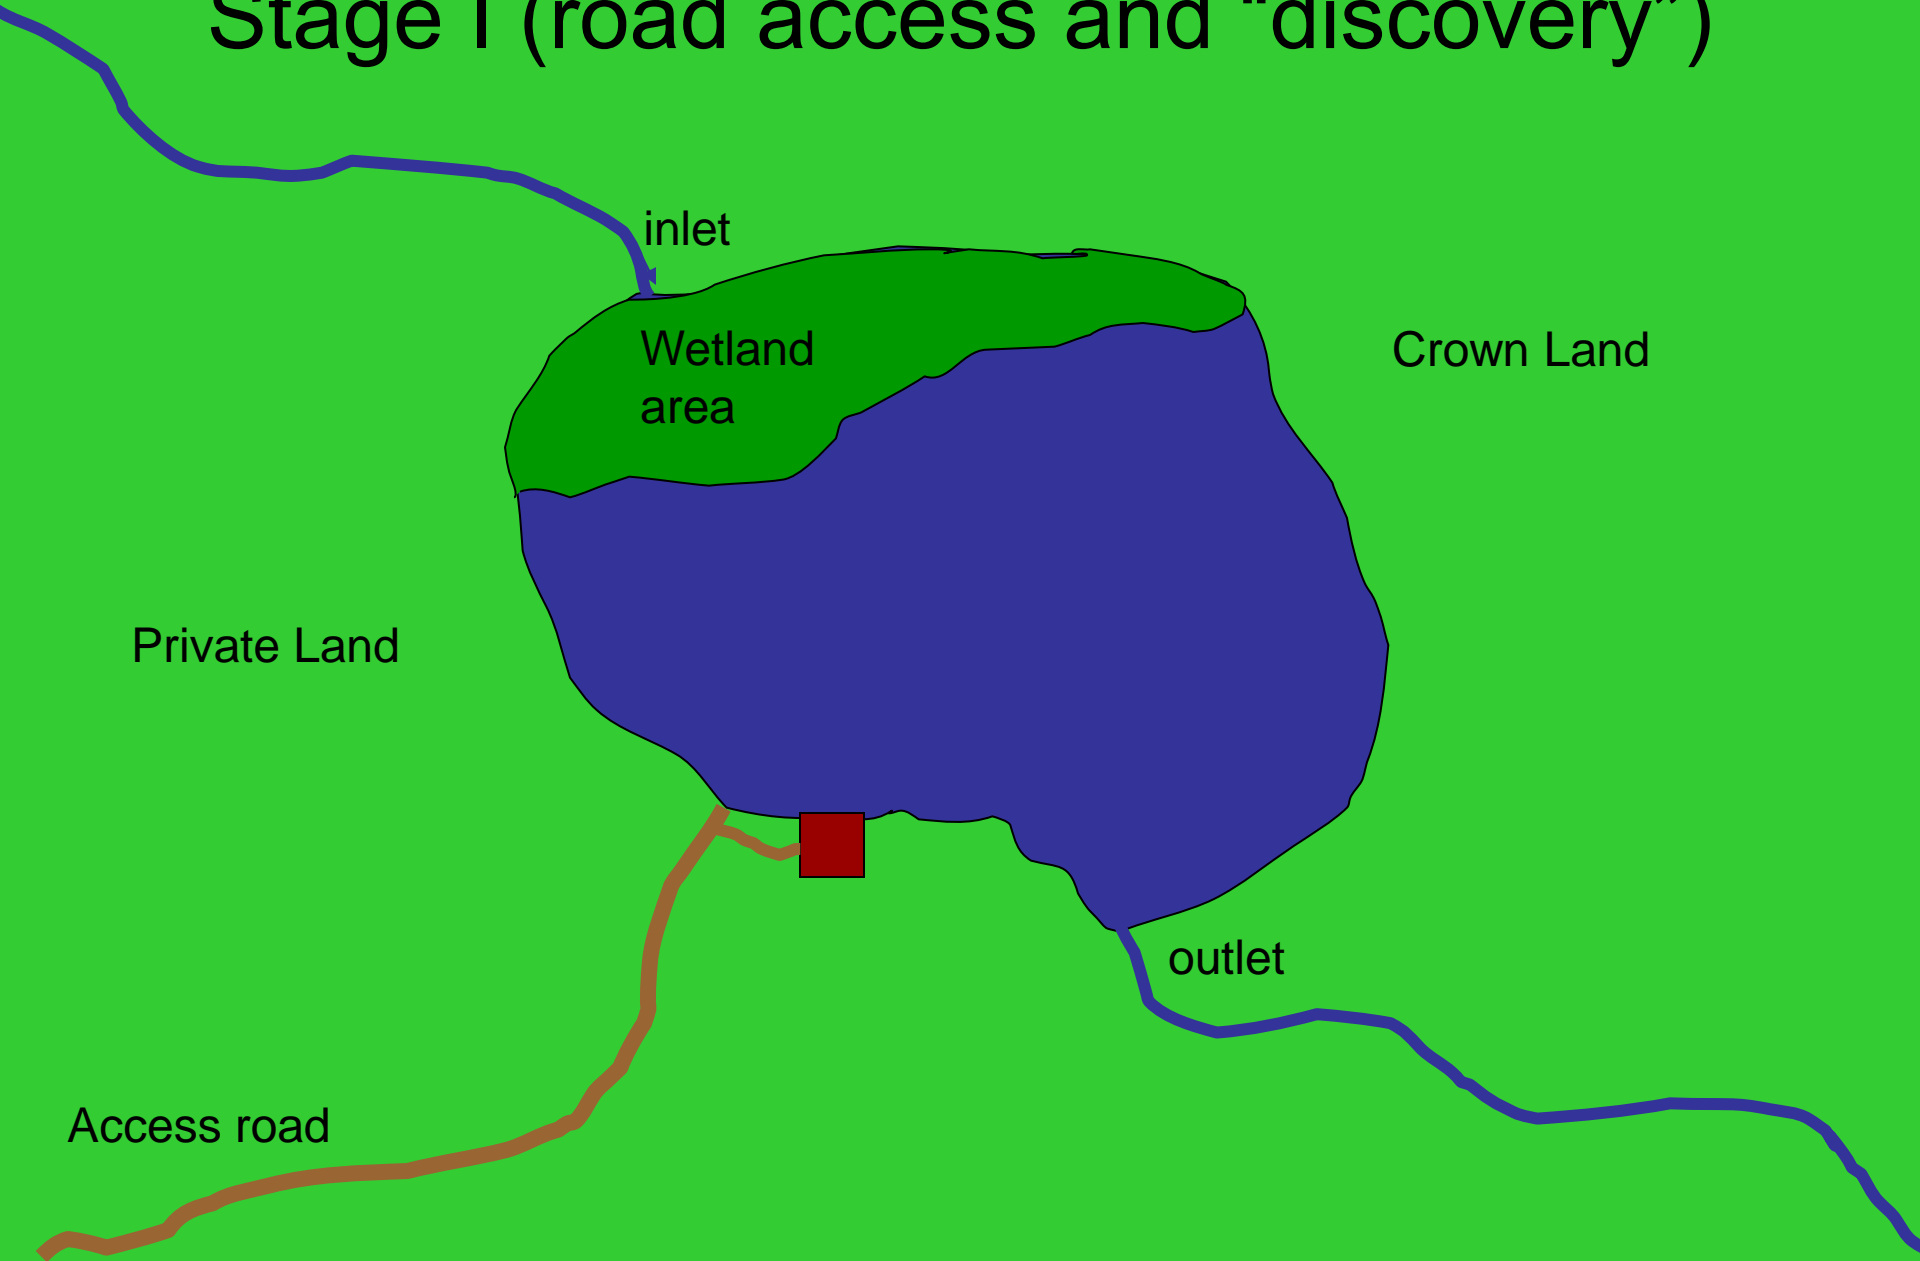 Stage I (road access and “discovery”)
inlet
Wetland
area
Crown Land
Private Land
outlet
Access road